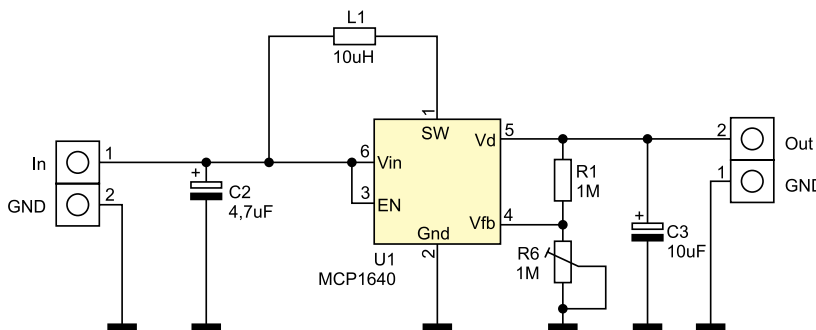 L1
10uH
1
SW
In
1
6
Vin
Vd
5
2
Out
+
C2
4,7uF
3
EN
R1
1M
GND
2
1
GND
Vfb
4
+
C3
10uF
Gnd
2
U1
MCP1640
R6
1M